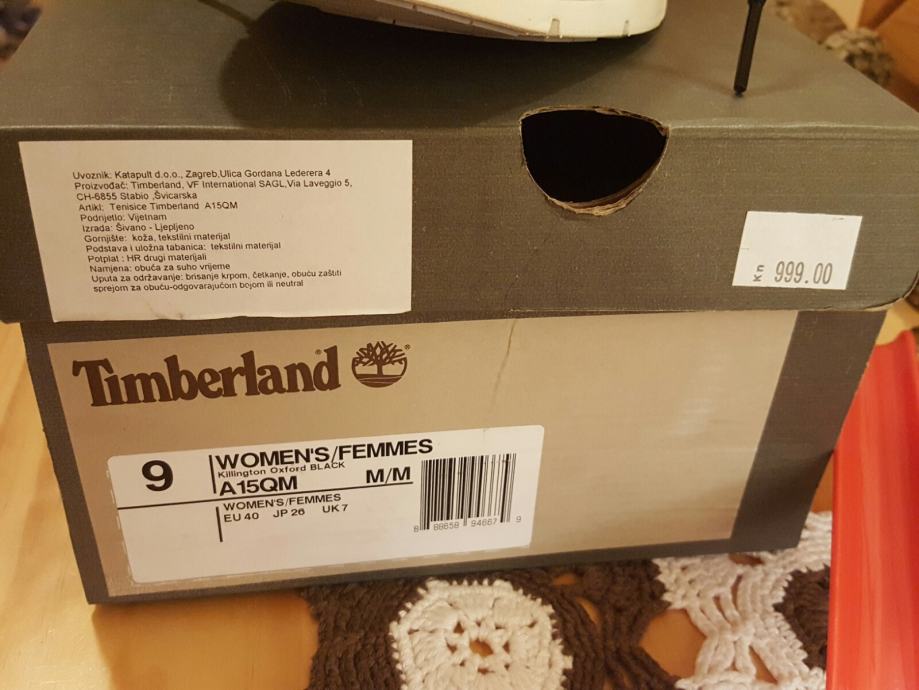 Uvoznik: Katapult d.o.o., Zagreb,Ulica Gordana Lederera 4
Proizvođač: Timberland, VF International SAGL,Via Laveggio 5,
CH-6855 Stabio ,Švicarska
Artikl: Tenisice Timberland A15QM
Podrijetlo: Vijetnam
Izrada: Šivano - Ljepljeno
Gornjište: koža, tekstilni materijal
Podstava i uložna tabanica: tekstilni materijal
Potplat : HR drugi materijali
Namjena: obuća za suho vrijeme
Uputa za održavanje: brisanje krpom, četkanje, obuću zaštiti
sprejom za obuću-odgovarajućom bojom ili neutral
Kn 999.00
Timberland®
9
WOMEN'S/FEMMES
Killington Oxford BLACK
A15QM M/M
WOMEN'S/FEMMES
EU 40 JP 26 UK 7
8 88658 94667 9